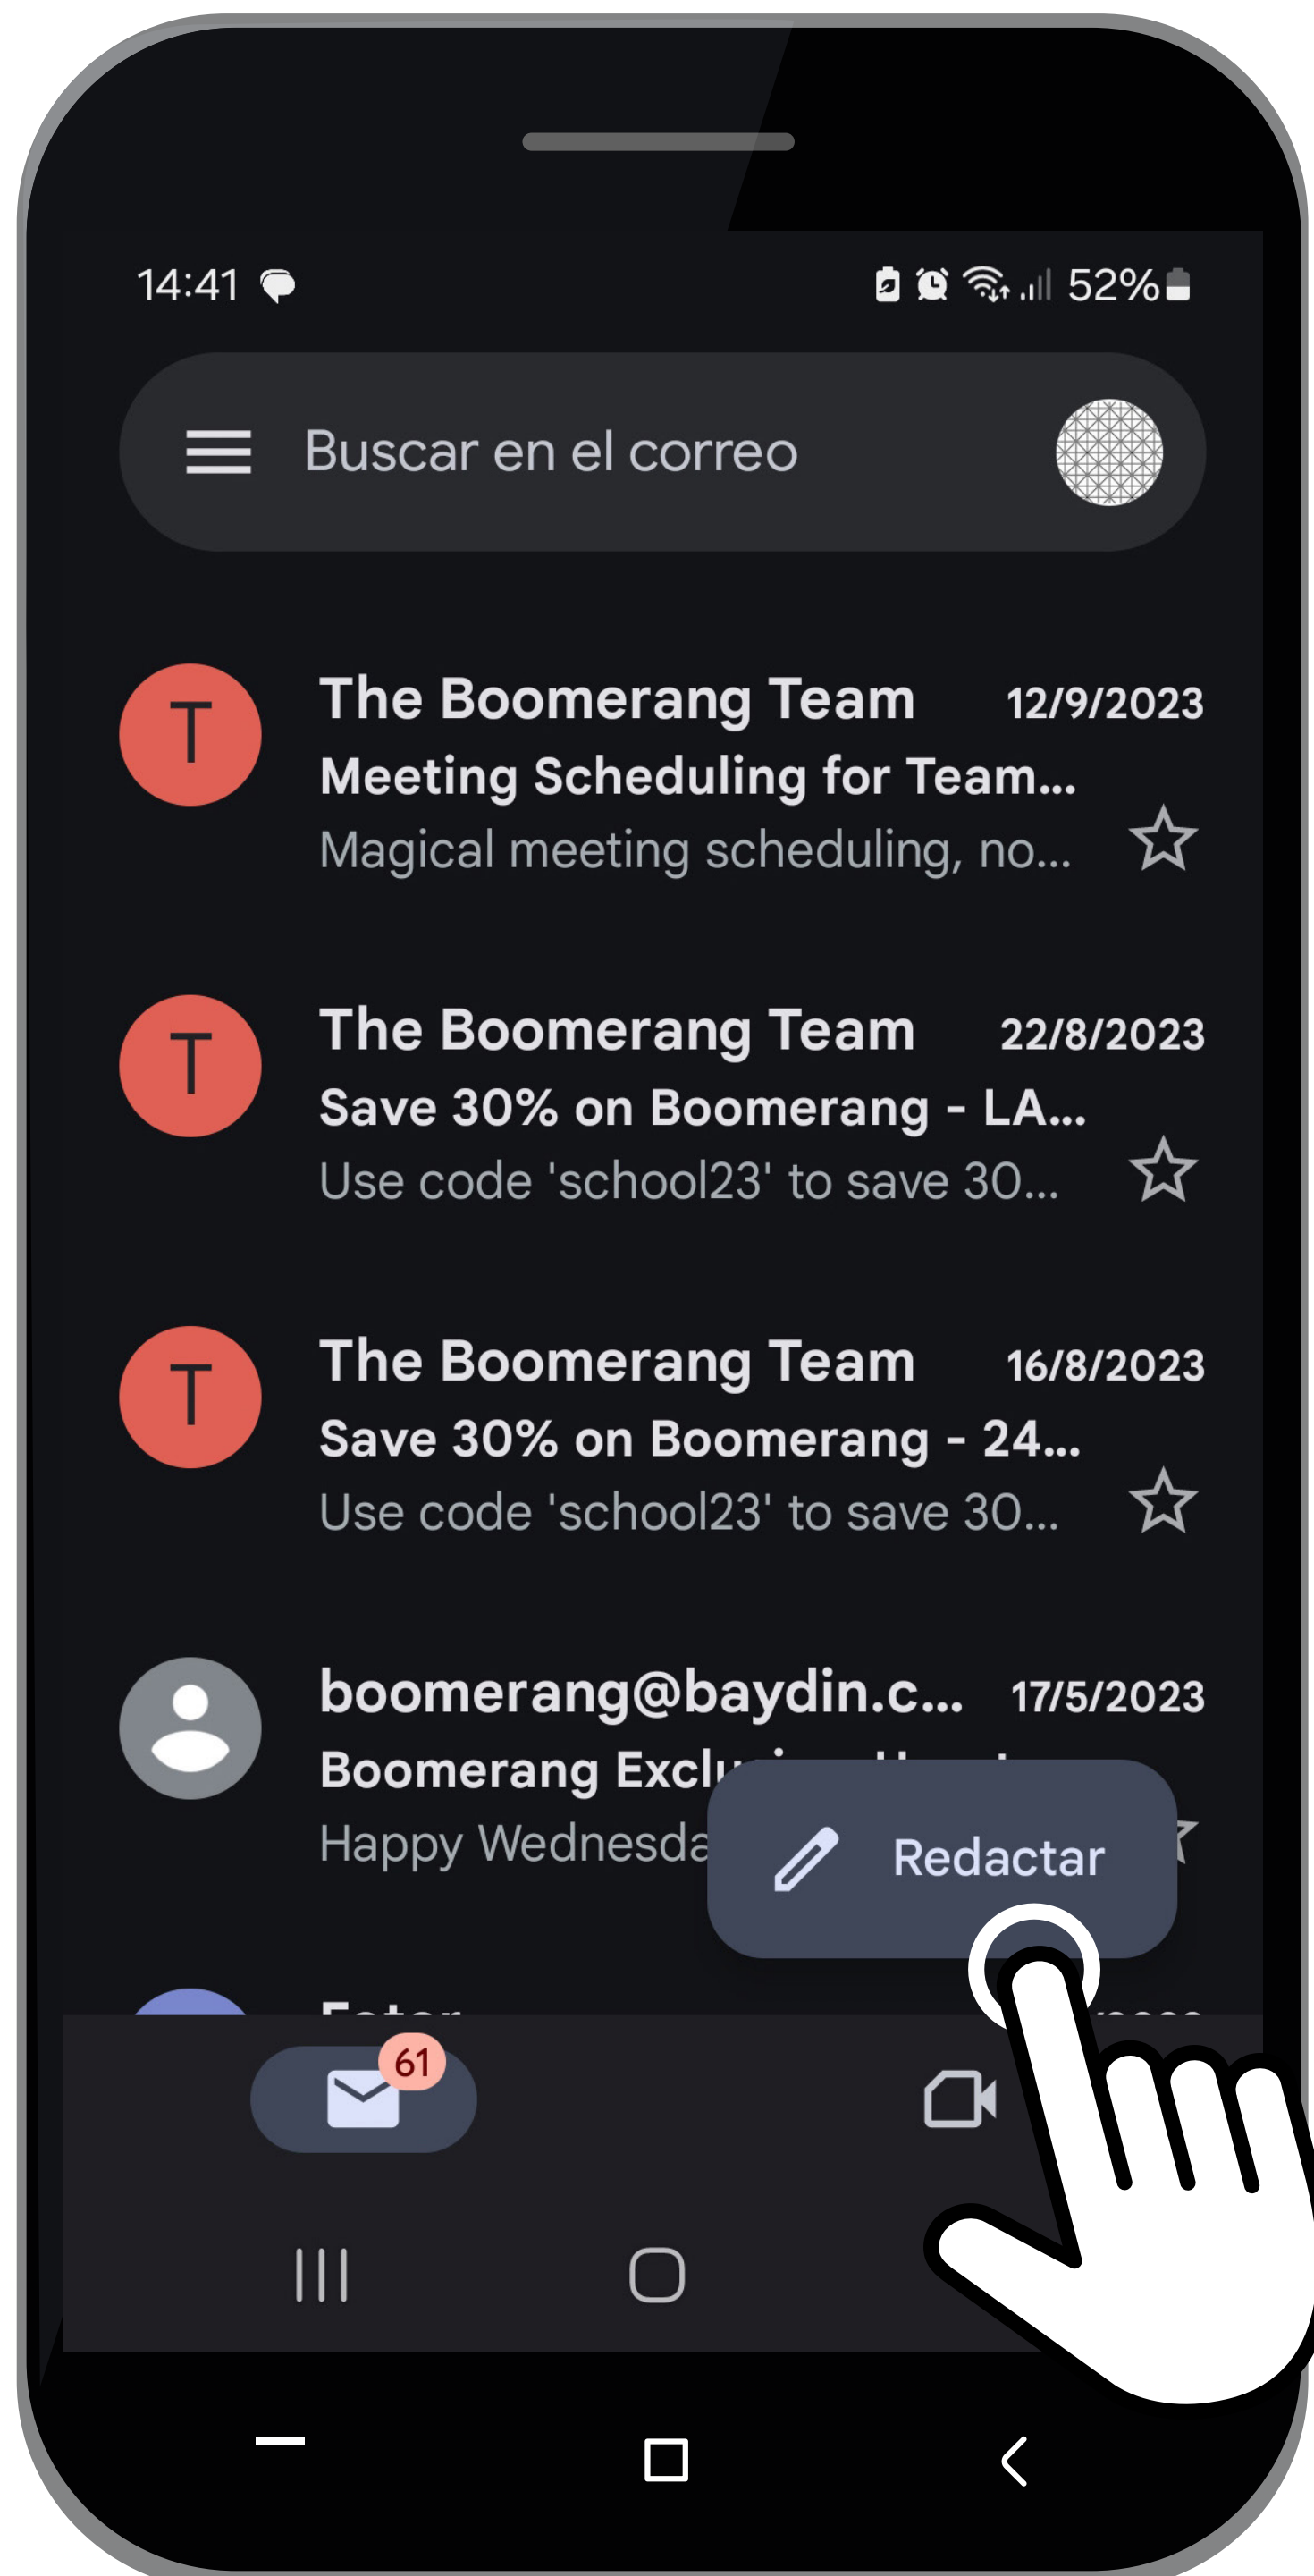 14:41
52%
Buscar en el correo
T
The Boomerang Team 12/9/2023
Meeting Scheduling for Team...
Magical meeting scheduling, no...
T
The Boomerang Team 22/8/2023
Save 30% on Boomerang - LA...
Use code 'school23' to save 30...
T
The Boomerang Team 16/8/2023
Save 30% on Boomerang - 24...
Use code 'school23' to save 30...
boomerang@baydin.c... 17/5/2023
Boomerang
Happy
Redactar
61